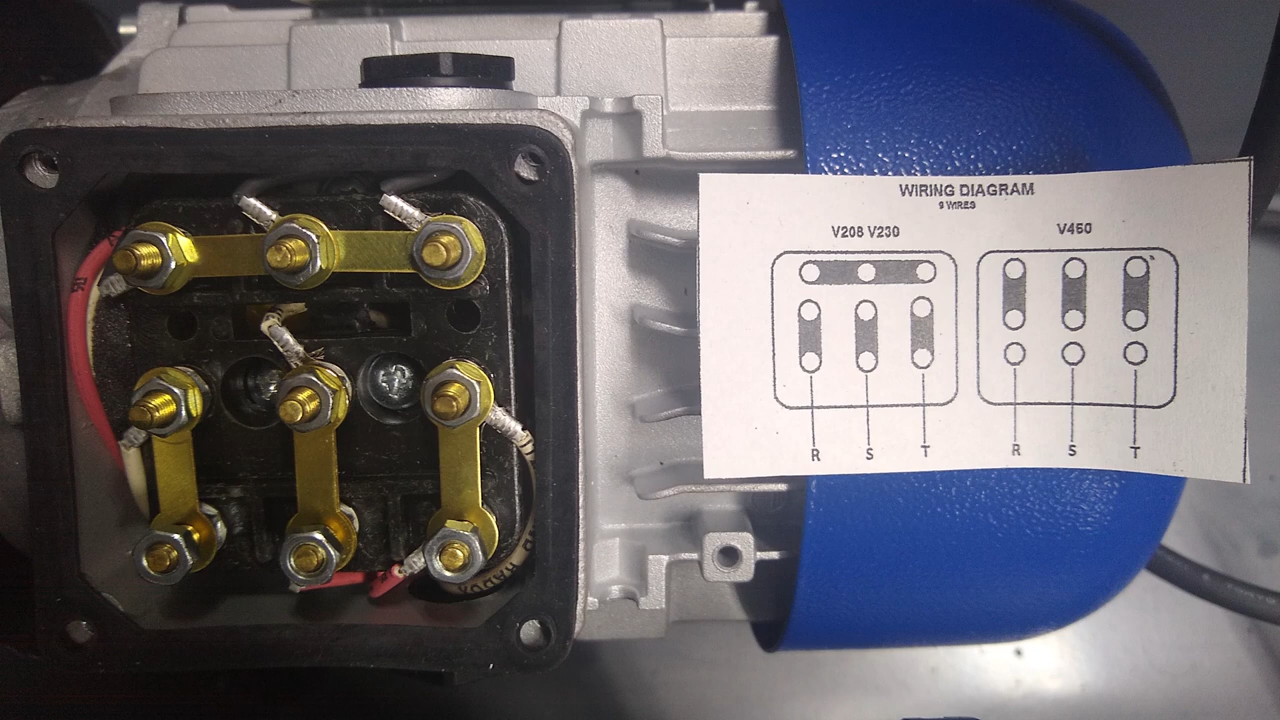 WIRING DIAGRAM
9 WIRES
V208 V230
V460
R S T
R S T